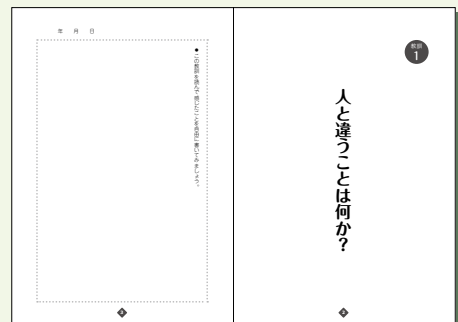 教訓
1
人と違うことは何か？
年　月　日
●この教訓を読んで感じたことを自由に書いてみましょう。